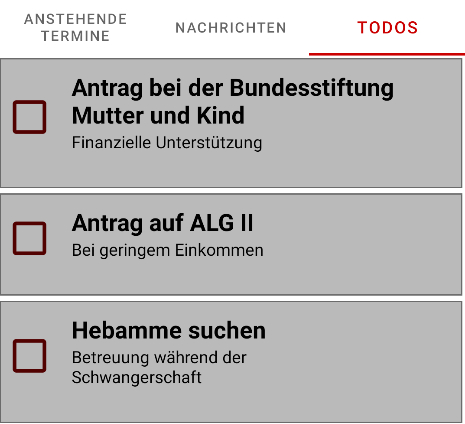 ANSTEHENDE
TERMINE
NACHRICHTEN
TODOS
Antrag bei der Bundesstiftung
Mutter und Kind
Finanzielle Unterstützung
Antrag auf ALG II
Bei geringem Einkommen
Hebamme suchen
Betreuung während der
Schwangerschaft